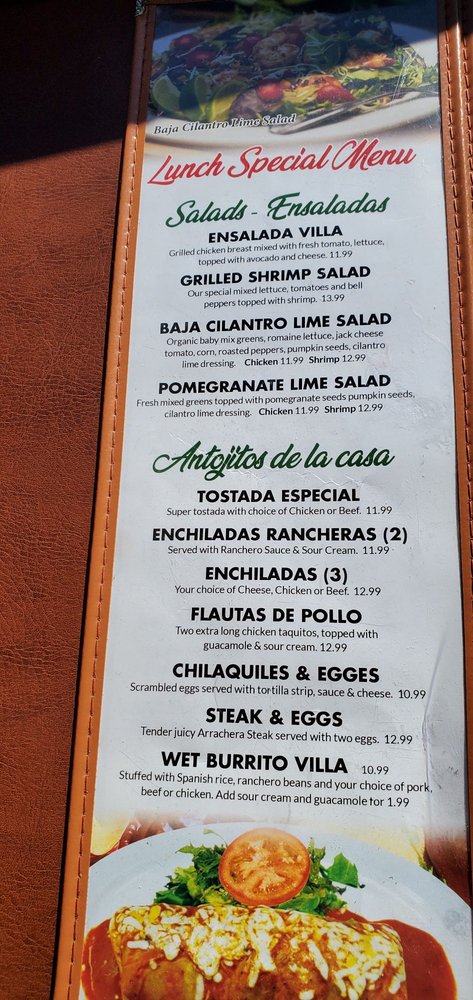 Baja Cilantro Lime Salad
Lunch Special Menu
Salads - Ensaladas
ENSALADA VILLA
Grilled chicken breast mixed with fresh tomato, lettuce,
topped with avocado and cheese. 11.99
GRILLED SHRIMP SALAD
Our special mixed lettuce, tomatoes and bell
peppers topped with shrimp. 13.99
BAJA CILANTRO LIME SALAD
Organic baby mix greens, romaine lettuce, jack cheese
tomato, corn, roasted peppers, pumpkin seeds, cilantro
lime dressing. Chicken 11.99 Shrimp 12.99
POMEGRANATE LIME SALAD
Fresh mixed greens topped with pomegranate seeds pumpkin seeds,
cilantro lime dressing. Chicken 11.99 Shrimp 12.99
Antojitos de la casa
TOSTADA ESPECIAL
Super tostada with choice of Chicken or Beef. 11.99
ENCHILADAS RANCHERAS (2)
Served with Ranchero Sauce & Sour Cream. 11.99
ENCHILADAS (3)
Your choice of Cheese, Chicken or Beef. 12.99
FLAUTAS DE POLLO
Two extra long chicken taquitos, topped with
guacamole & sour cream. 12.99
CHILAQUILES & EGGES
Scrambled eggs served with tortilla strip, sauce & cheese. 10.99
STEAK & EGGS
Tender juicy Arrachera Steak served with two eggs. 12.99
WET BURRITO VILLA 10.99
Stuffed with Spanish rice, ranchero beans and your choice of pork,
beef or chicken. Add sour cream and guacamole for 1.99